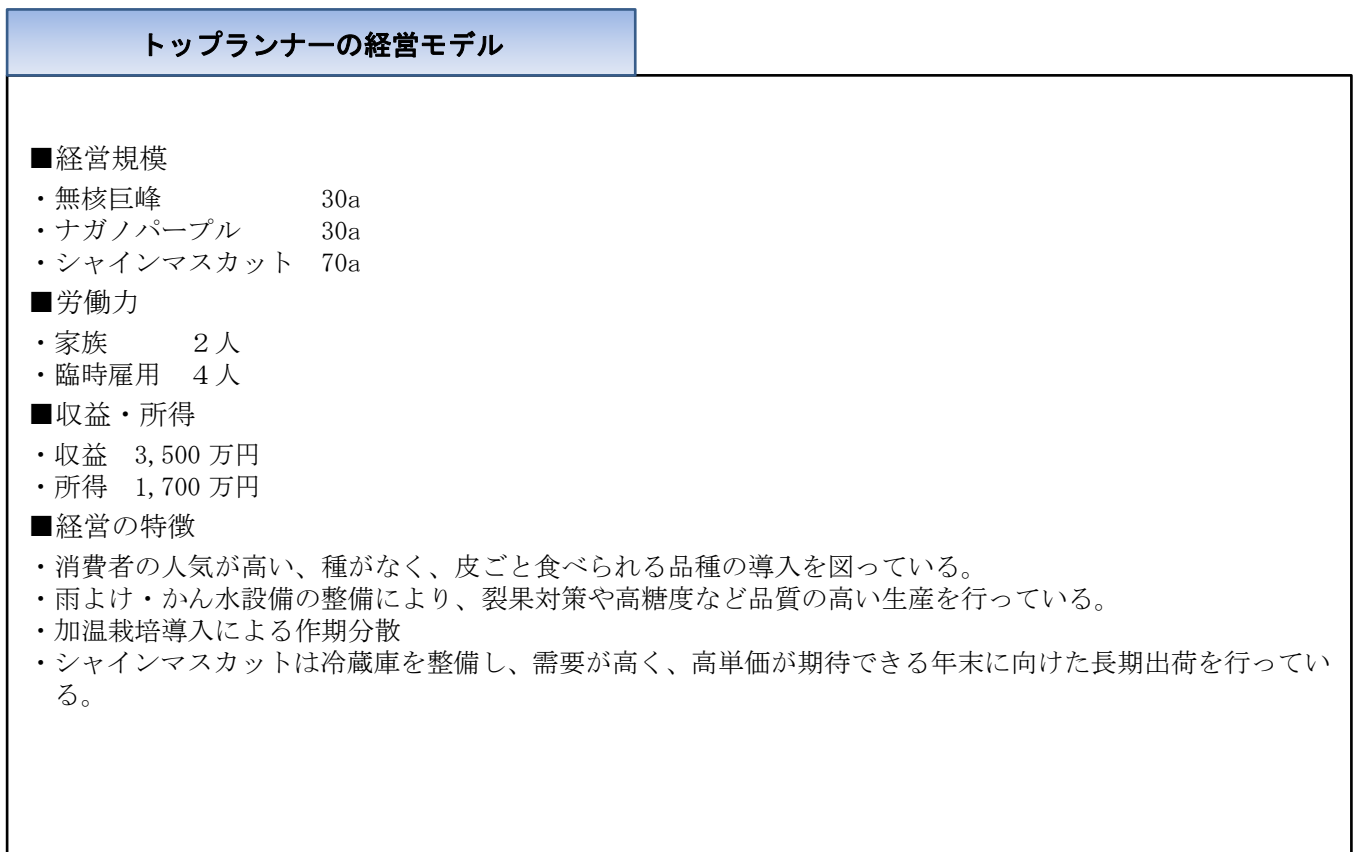 トップランナーの経営モデル
■経営規模
・無核巨峰 30a
・ナガノパープル 30a
・シャインマスカット 70a
■労働力
・家族 ２人
・臨時雇用 ４人
■収益・所得
・収益 3,500 万円
・所得 1,700 万円
■経営の特徴
・消費者の人気が高い、種がなく、皮ごと食べられる品種の導入を図っている。
・雨よけ・かん水設備の整備により、裂果対策や高糖度など品質の高い生産を行っている。
・加温栽培導入による作期分散
・シャインマスカットは冷蔵庫を整備し、需要が高く、高単価が期待できる年末に向けた長期出荷を行ってい
る。